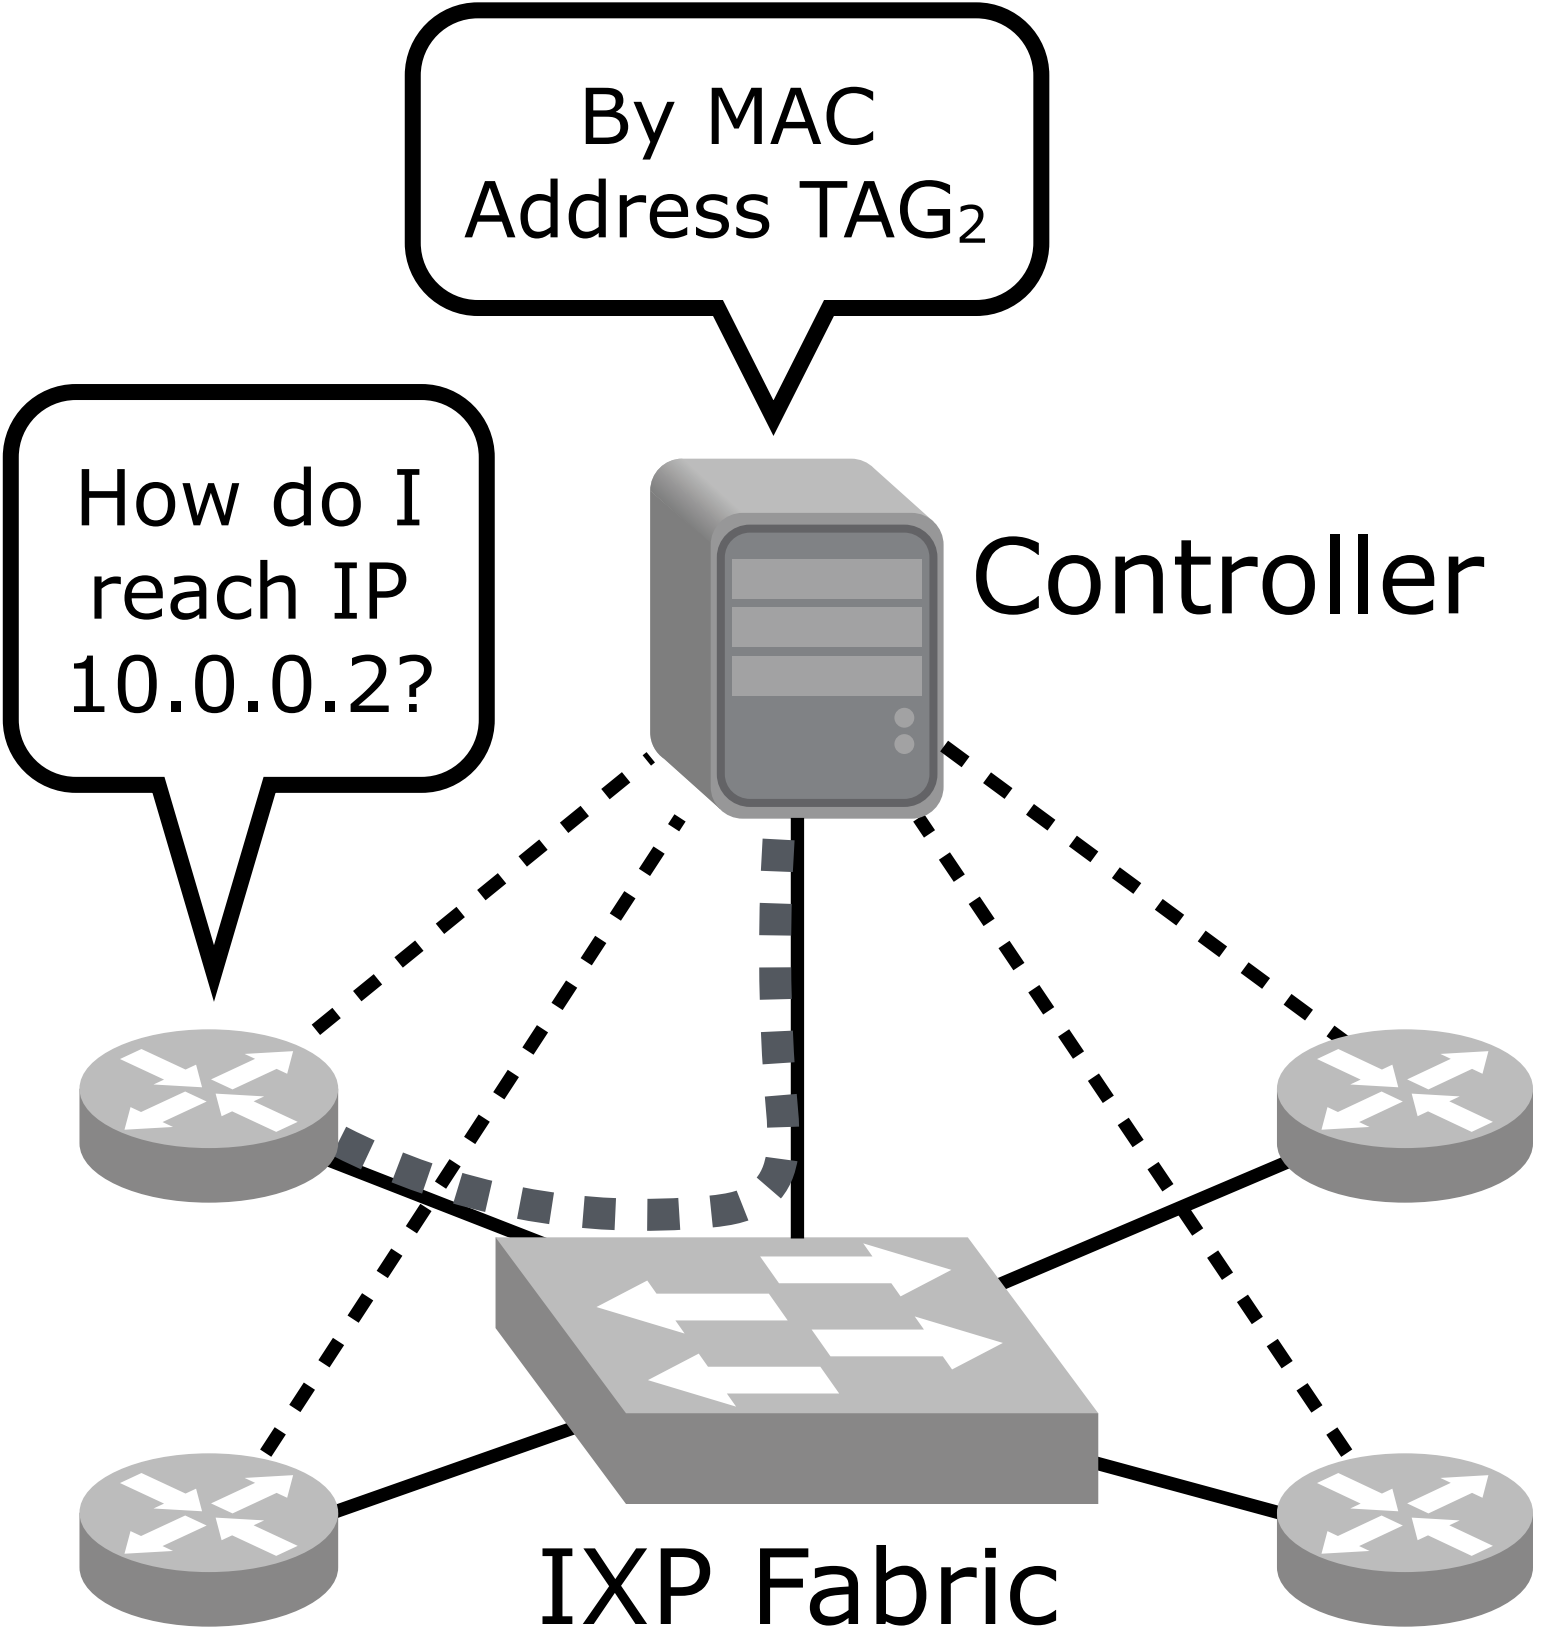 By MAC
Address TAG₂
How do I
reach IP
10.0.0.2?
Controller
IXP Fabric